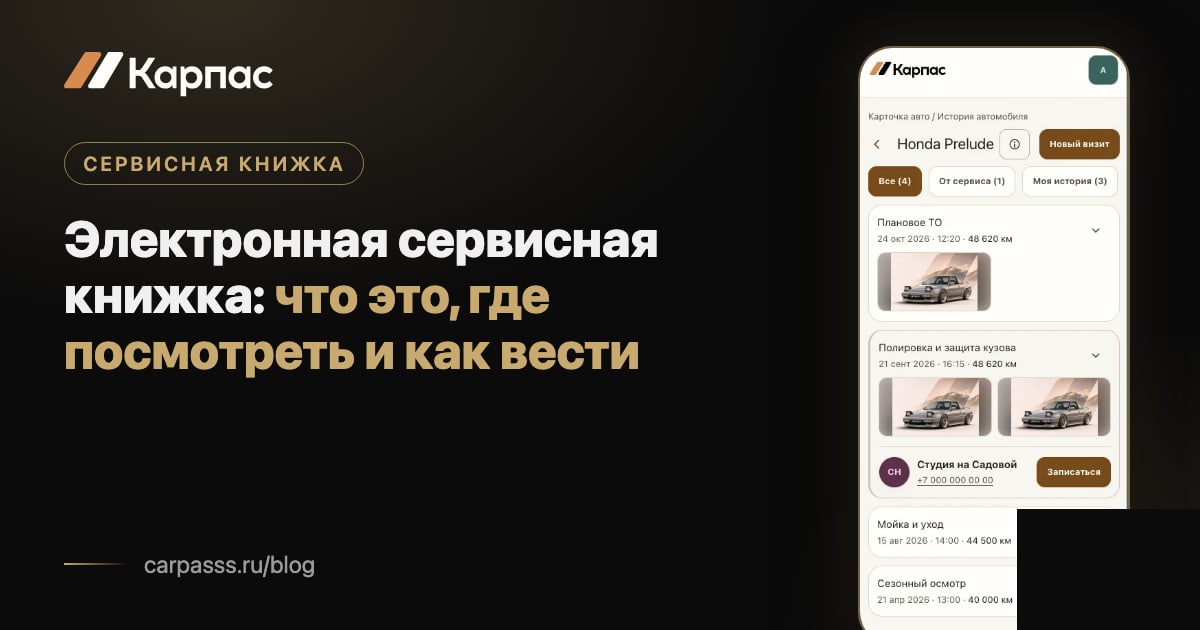 Карпас
СЕРВИСНАЯ КНИЖКА
Электронная сервисная
книжка: что это, где
посмотреть и как вести
carpasss.ru/blog
Карпас
А
Карточка авто / История автомобиля
Honda Prelude
Новый визит
Все (4)
От сервиса (1)
Моя история (3)
Плановое ТО
24 окт 2026 · 12:20 · 48 620 км
Полировка и защита кузова
21 сент 2026 · 16:15 · 48 620 км
СН
Студия на Садовой
+7 000 000 00 00
Записаться
Мойка и уход
15 авг 2026 · 14:00 · 44 500 км
Сезонный осмотр
21 апр 2026 · 13:00 · 40 000 км